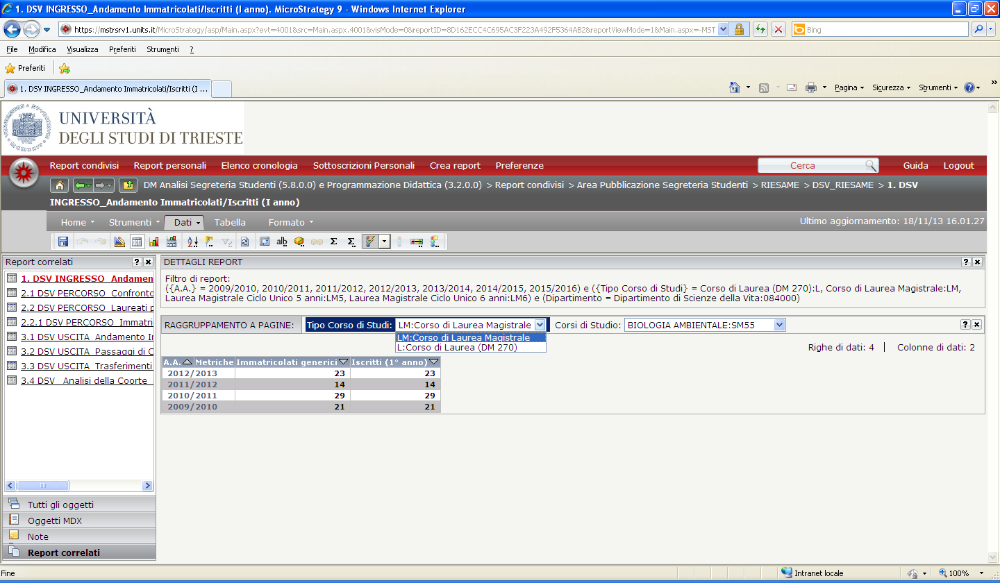 1. DSV INGRESSO_Andamento Immatricolati/Iscritti (I anno). MicroStrategy 9 - Windows Internet Explorer
https://mstrsrv1.units.it/MicroStrategy/asp/Main.aspx?evt=4001&src=Main.aspx.4001&visMode=0&reportID=8D162ECC4C695AC3F223A492F5364AB2&reportViewMode=1&Main.aspx=-MST
Bing
File Modifica Visualizza Preferiti Strumenti ?
Preferiti
1. DSV INGRESSO_Andamento Immatricolati/Iscritti (I ...
Pagina Sicurezza Strumenti
UNIVERSITÀ
DEGLI STUDI DI TRIESTE
Report condivisi Report personali Elenco cronologia Sottoscrizioni Personali Crea report Preferenze Cerca Guida Logout
DM Analisi Segreteria Studenti (5.8.0.0) e Programmazione Didattica (3.2.0.0) > Report condivisi > Area Pubblicazione Segreteria Studenti > RIESAME > DSV_RIESAME > 1. DSV
INGRESSO_Andamento Immatricolati/Iscritti (I anno)
Home Strumenti Dati Tabella Formato Ultimo aggiornamento: 18/11/13 16.01.27
Report correlati
1. DSV INGRESSO_Andamen
2.1 DSV PERCORSO_Confronto
2.2 DSV PERCORSO_Laureati p
2.2.1 DSV PERCORSO_Immatri
3.1 DSV USCITA_Andamento I
3.2 DSV USCITA_Passaggi di C
3.3 DSV USCITA_Trasferimenti
3.4 DSV_ Analisi della Coorte
Tutti gli oggetti
Oggetti MDX
Note
Report correlati
DETTAGLI REPORT
Filtro di report:
({A.A.} = 2009/2010, 2010/2011, 2011/2012, 2012/2013, 2013/2014, 2014/2015, 2015/2016) e ({Tipo Corso di Studi} = Corso di Laurea (DM 270):L, Corso di Laurea Magistrale:LM,
Laurea Magistrale Ciclo Unico 5 anni:LM5, Laurea Magistrale Ciclo Unico 6 anni:LM6) e (Dipartimento = Dipartimento di Scienze della Vita:084000)
RAGGRUPPAMENTO A PAGINE: Tipo Corso di Studi: LM:Corso di Laurea Magistrale Corsi di Studio: BIOLOGIA AMBIENTALE:SM55
LM:Corso di Laurea Magistrale
L:Corso di Laurea (DM 270)
Righe di dati: 4 | Colonne di dati: 2
A.A. Metriche Immatricolati generici Iscritti (1° anno)
2012/2013 23 23
2011/2012 14 14
2010/2011 29 29
2009/2010 21 21
Fine Intranet locale 100%